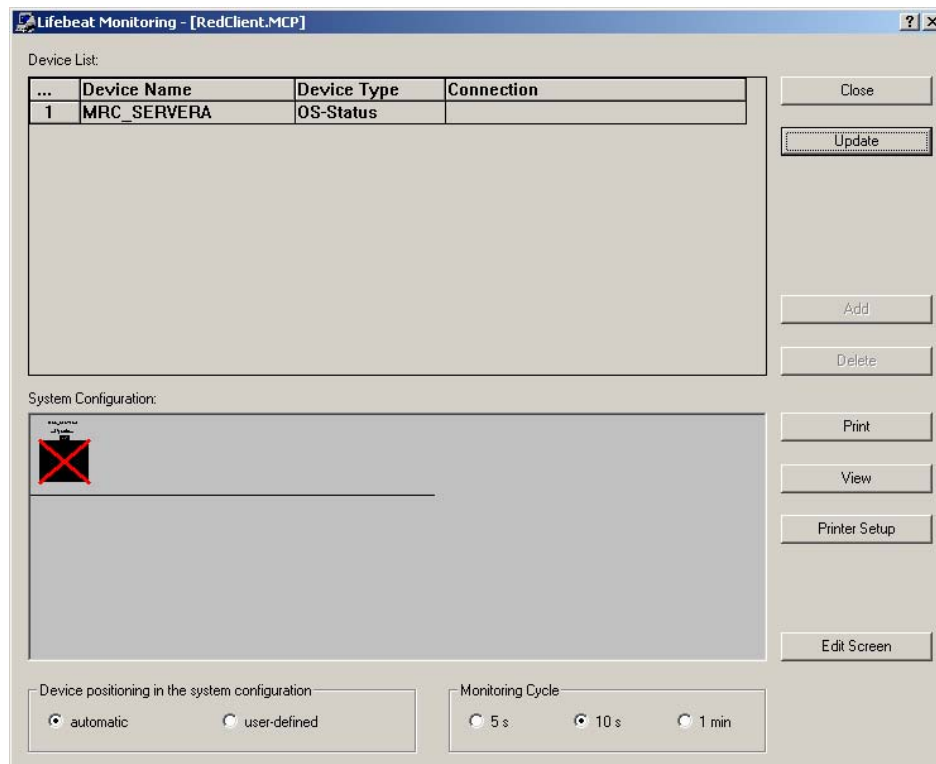 Lifebeat Monitoring - [RedClient.MCP]
Device List:
... Device Name Device Type Connection
1 MRC_SERVERA OS-Status
Close
Update
Add
Delete
System Configuration:
Print
View
Printer Setup
Edit Screen
Device positioning in the system configuration
automatic user-defined
Monitoring Cycle
5 s 10 s 1 min